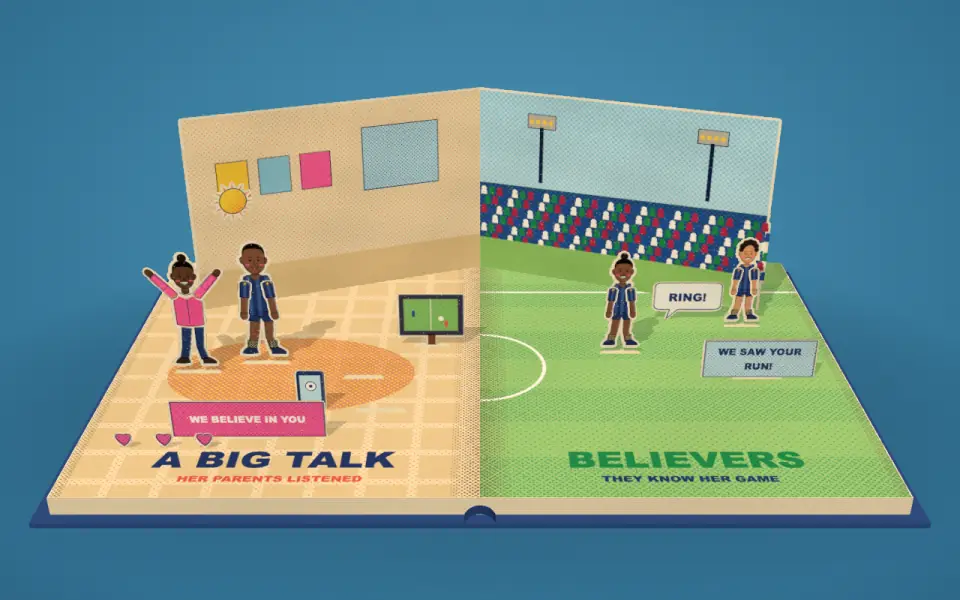 RING!
WE SAW YOUR
RUN!
WE BELIEVE IN YOU
A BIG TALK
HER PARENTS LISTENED
BELIEVERS
THEY KNOW HER GAME